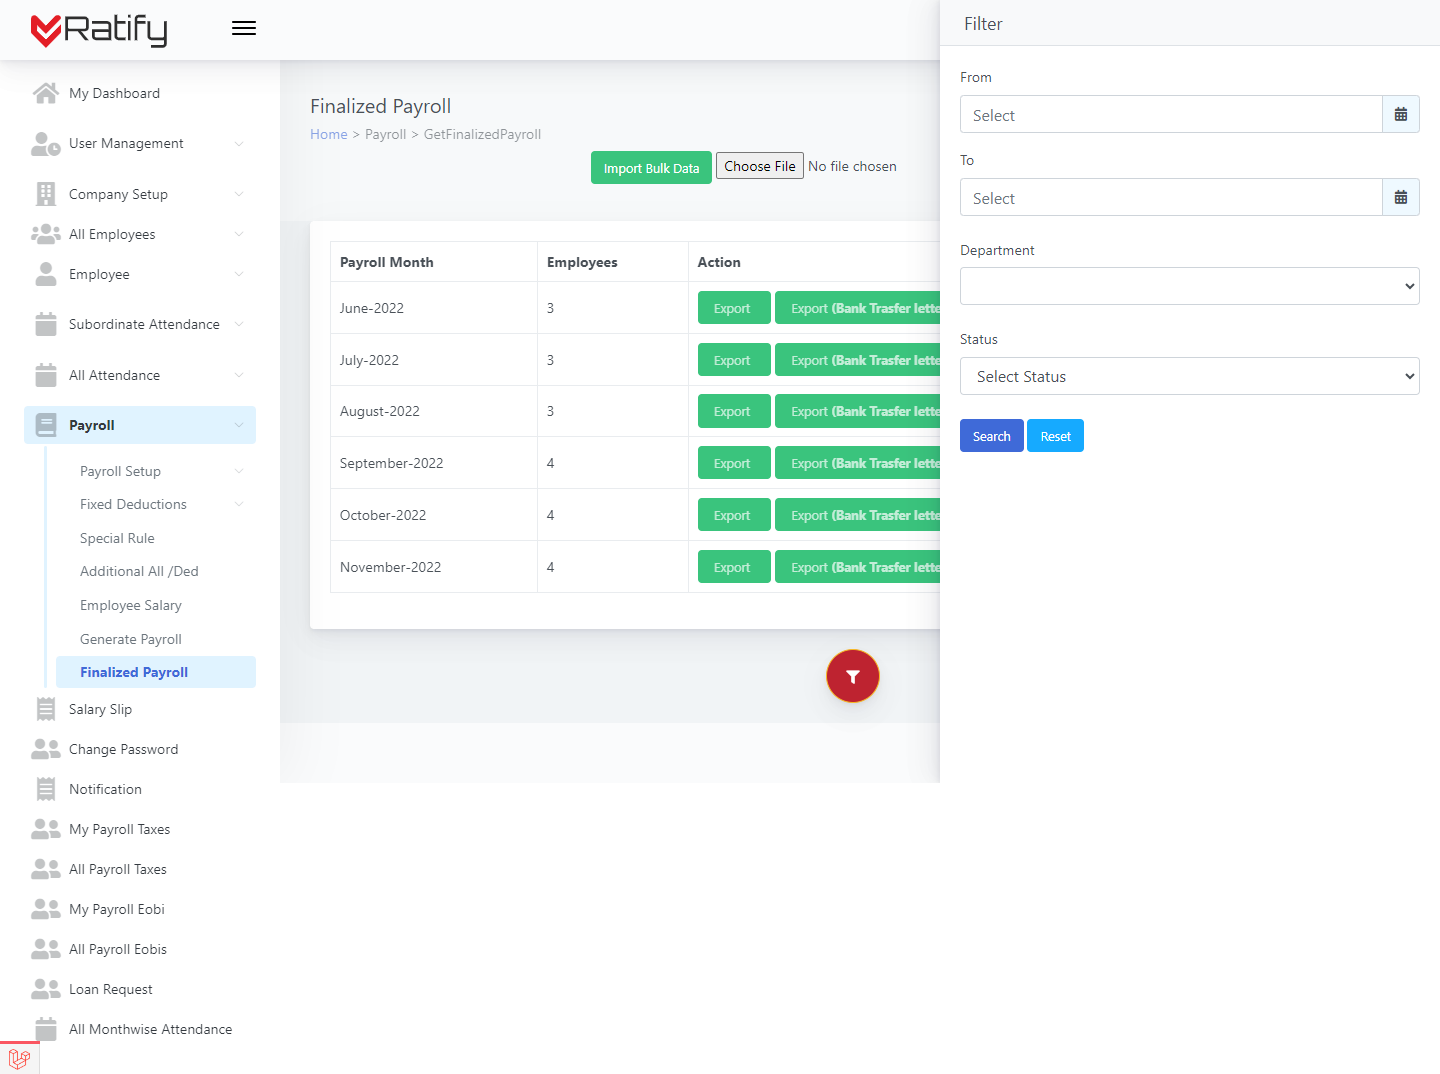 Ratify
My Dashboard
User Management
Company Setup
All Employees
Employee
Subordinate Attendance
All Attendance
Payroll
Payroll Setup
Fixed Deductions
Special Rule
Additional All /Ded
Employee Salary
Generate Payroll
Finalized Payroll
Salary Slip
Change Password
Notification
My Payroll Taxes
All Payroll Taxes
My Payroll Eobi
All Payroll Eobis
Loan Request
All Monthwise Attendance
Finalized Payroll
Home > Payroll > GetFinalizedPayroll
Import Bulk Data Choose File No file chosen
Payroll Month Employees Action
June-2022 3 Export Export (Bank Trasfer lette
July-2022 3 Export Export (Bank Trasfer lette
August-2022 3 Export Export (Bank Trasfer lette
September-2022 4 Export Export (Bank Trasfer lette
October-2022 4 Export Export (Bank Trasfer lette
November-2022 4 Export Export (Bank Trasfer lette
Filter
From
Select
To
Select
Department
Status
Select Status
Search Reset